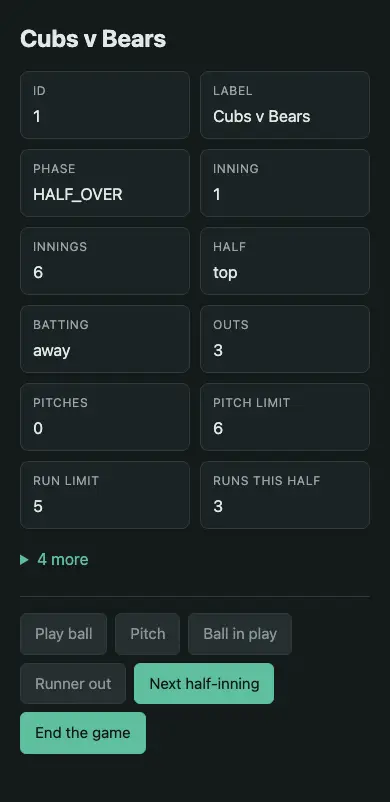 Cubs v Bears
ID
1
LABEL
Cubs v Bears
PHASE
HALF_OVER
INNING
1
INNINGS
6
HALF
top
BATTING
away
OUTS
3
PITCHES
0
PITCH LIMIT
6
RUN LIMIT
5
RUNS THIS HALF
3
4 more
Play ball
Pitch
Ball in play
Runner out
Next half-inning
End the game